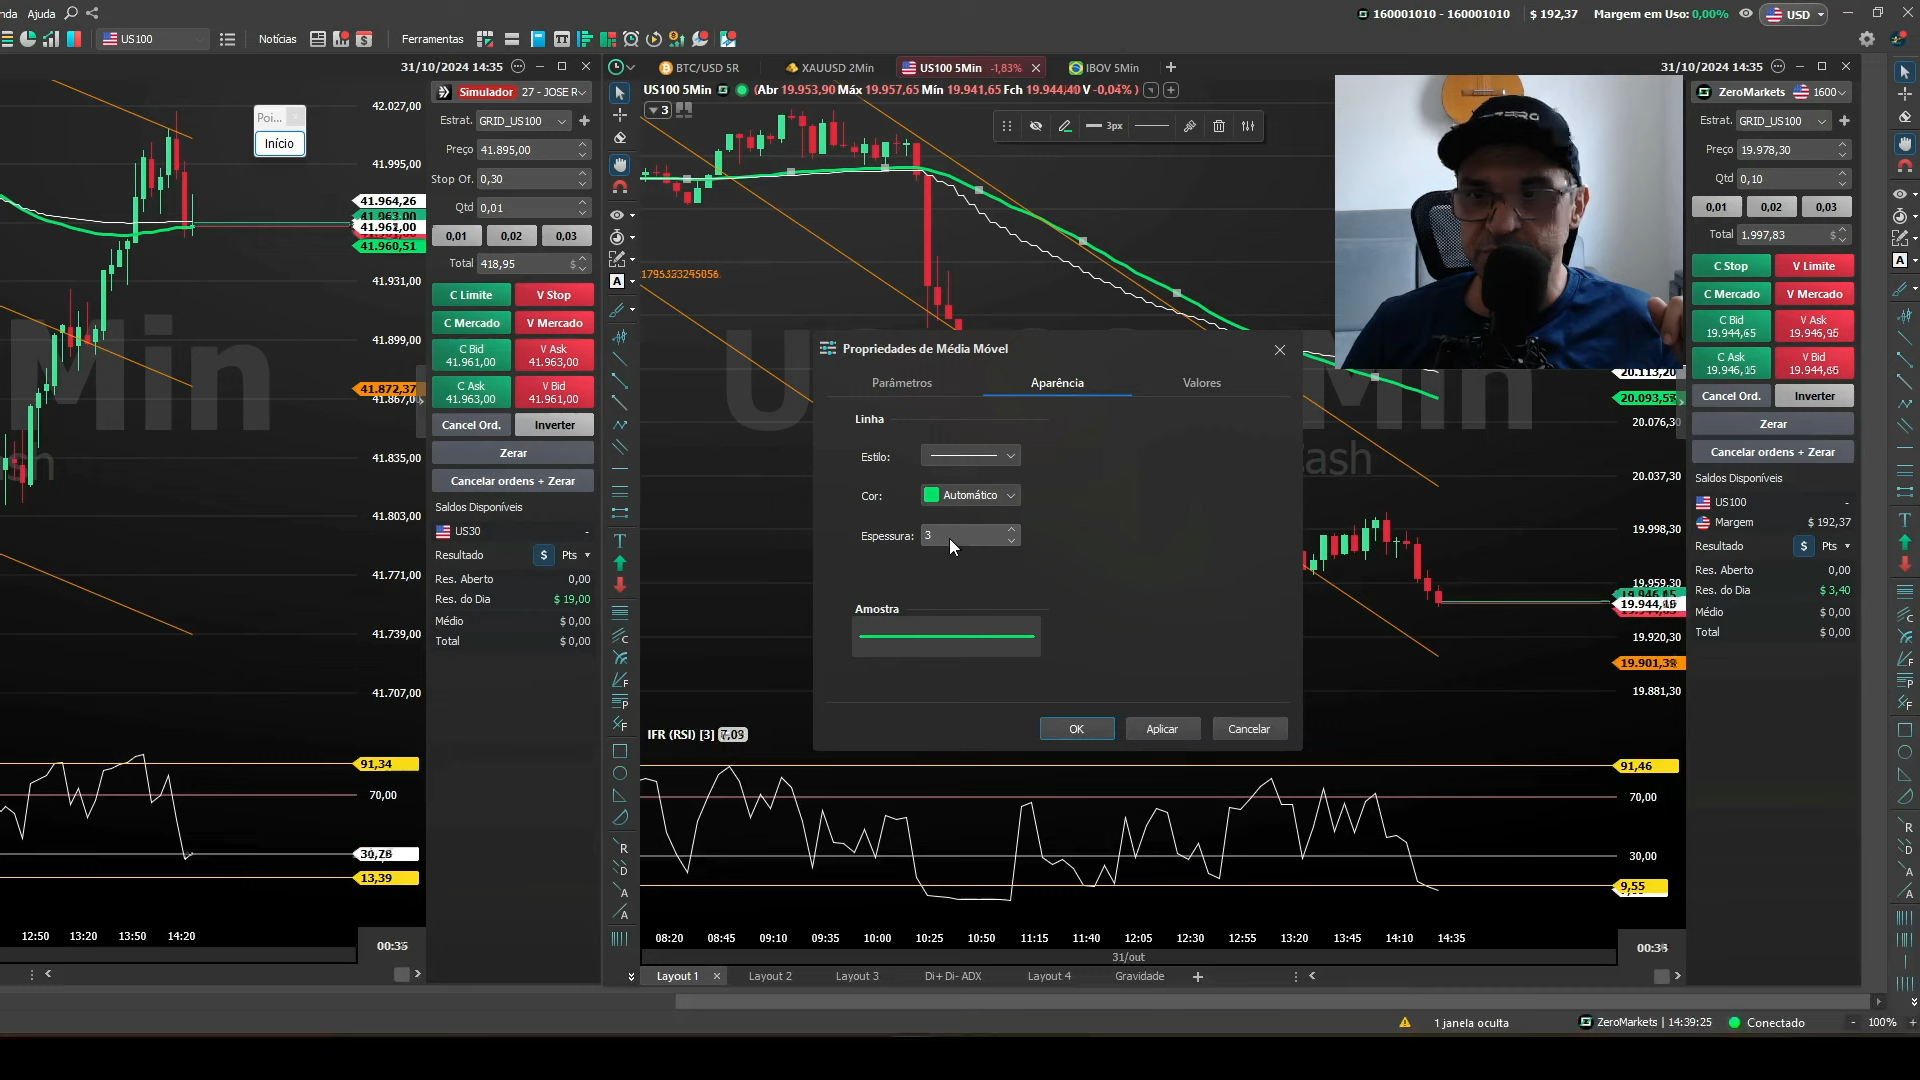 nda Ajuda
160001010 - 160001010 $ 192,37 Margem em Uso: 0,00% USD
US100 Notícias Ferramentas
31/10/2024 14:35
BTC/USD 5R XAUUSD 2Min US100 5Min -1,83% IBOV 5Min
31/10/2024 14:35
US100 5Min (Abr 19.953,90 Máx 19.957,65 Mín 19.941,65 Fch 19.944,40 V -0,04% )
3
3px
Poi...
Início
42.027,00
41.995,00
41.964,26
41.963,00
41.960,51
41.931,00
41.899,00
41.872,37
41.867,00
41.835,00
41.803,00
41.771,00
41.739,00
41.707,00
Min
91,34
70,00
13,39
12:50 13:20 13:50 14:20
00:35
Simulador 27 - JOSE R
Estrat. GRID_US100
Preço 41.895,00
Stop Of. 0,30
Qtd 0,01
0,01 0,02 0,03
Total 418,95 $
C Limite V Stop
C Mercado V Mercado
C Bid 41.961,00 V Ask 41.963,00
C Ask 41.963,00 V Bid 41.961,00
Cancel Ord. Inverter
Zerar
Cancelar ordens + Zerar
Saldos Disponíveis
US30 -
Resultado $ Pts
Res. Aberto 0,00
Res. do Dia $ 19,00
Médio $ 0,00
Total $ 0,00
Propriedades de Média Móvel
Parâmetros Aparência Valores
Linha
Estilo:
Cor: Automático
Espessura: 3
Amostra
OK Aplicar Cancelar
20.113,20
20.076,30
20.037,30
19.998,30
19.959,30
19.920,30
19.881,30
IFR (RSI) [3]
91,46
70,00
30,00
9,55
08:20 08:45 09:10 09:35 10:00 10:25 10:50 11:15 11:40 12:05 12:30 12:55 13:20 13:45 14:10 14:35
31/out
Layout 1 Layout 2 Layout 3 Di+ Di- ADX Layout 4 Gravidade
ZeroMarkets 1600
Estrat. GRID_US100
Preço 19.978,30
Qtd 0,10
0,01 0,02 0,03
Total 1.997,83 $
C Stop V Limite
C Mercado V Mercado
C Bid 19.944,65 V Ask 19.946,95
C Ask 19.946,15 V Bid 19.944,65
Cancel Ord. Inverter
Zerar
Cancelar ordens + Zerar
Saldos Disponíveis
US100 -
Margem $ 192,37
Resultado $ Pts
Res. Aberto 0,00
Res. do Dia $ 3,40
Médio $ 0,00
Total $ 0,00
1 janela oculta ZeroMarkets | 14:39:25 Conectado - 100% +